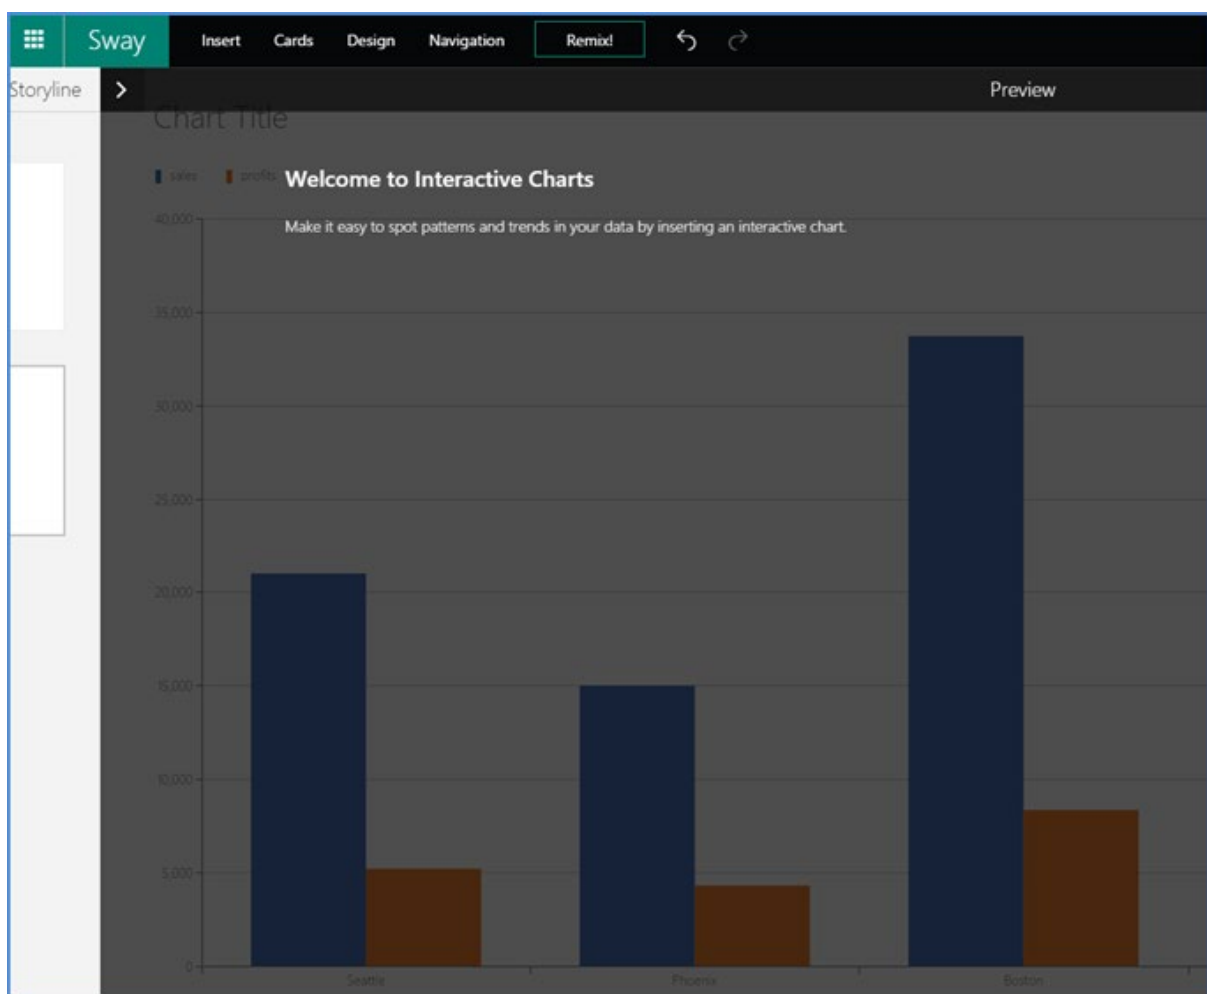 Sway Insert Cards Design Navigation Remix!
Storyline Preview
Chart Title
sales profits
Welcome to Interactive Charts
Make it easy to spot patterns and trends in your data by inserting an interactive chart.
40,000
35,000
30,000
25,000
20,000
15,000
10,000
5,000
0
Seattle Phoenix Boston